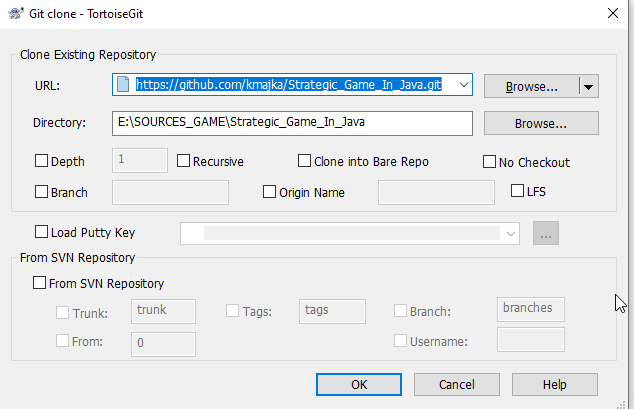 Git clone - TortoiseGit
Clone Existing Repository
URL: https://github.com/kmajka/Strategic_Game_In_Java.git Browse...
Directory: E:\SOURCES_GAME\Strategic_Game_In_Java Browse...
Depth 1 Recursive Clone into Bare Repo No Checkout
Branch Origin Name LFS
Load Putty Key ...
From SVN Repository
From SVN Repository
Trunk: trunk Tags: tags Branch: branches
From: 0 Username:
OK Cancel Help